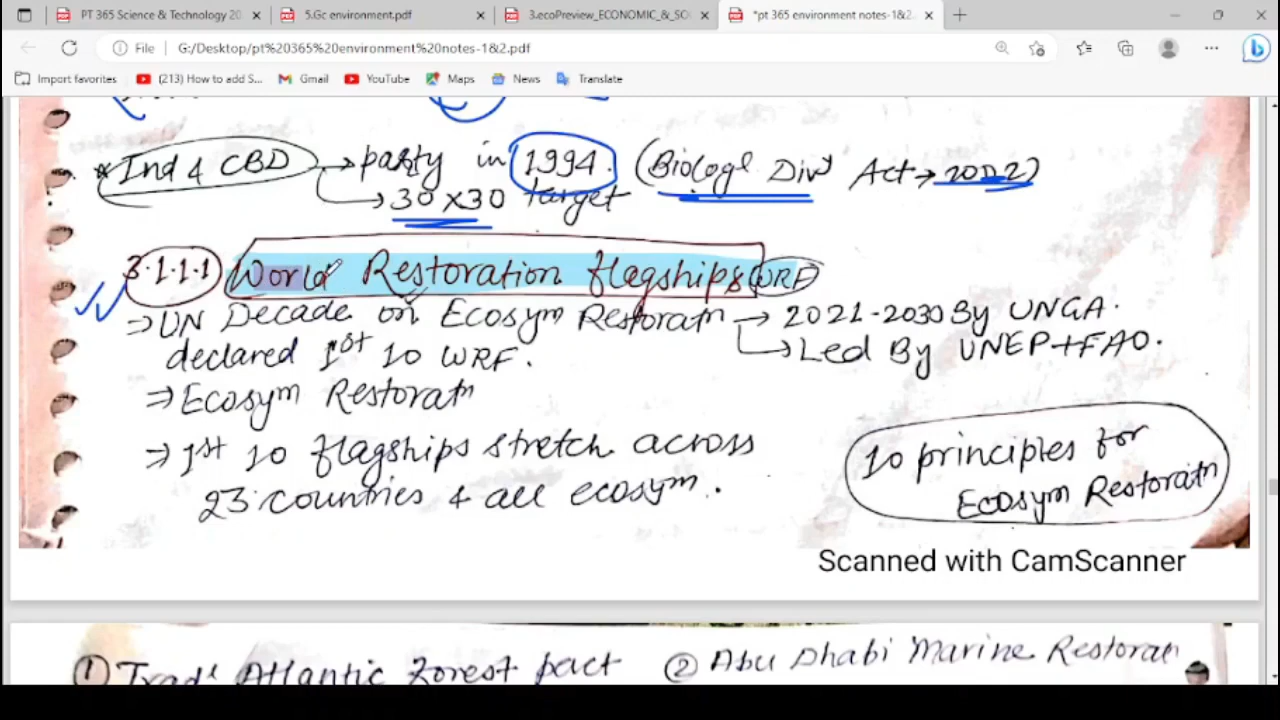 PT 365 Science & Technology 20
5.Gc environment.pdf
3.ecoPreview_ECONOMIC_&_SO
*pt 365 environment notes-1&2.
File
G:/Desktop/pt%20365%20environment%20notes-1&2.pdf
Import favorites
(213) How to add S...
Gmail
YouTube
Maps
News
Translate
* Ind & CBD → party in 1994. (Biologl Divr Act → 2002)
→ 30 x 30 target
3.1.1.1 World Restoration flagships WRF
⇒ UN Decade on Ecosym Restoratn → 2021-2030 By UNGA.
declared 1st 10 WRF. → Led By UNEP+FAO.
⇒ Ecosym Restoratn
⇒ 1st 10 flagships stretch across
23 countries & all ecosym.
10 principles for
Ecosym Restoratn
Scanned with CamScanner
① Trad' Atlantic Forest pact ② Abu Dhabi Marine Restoran